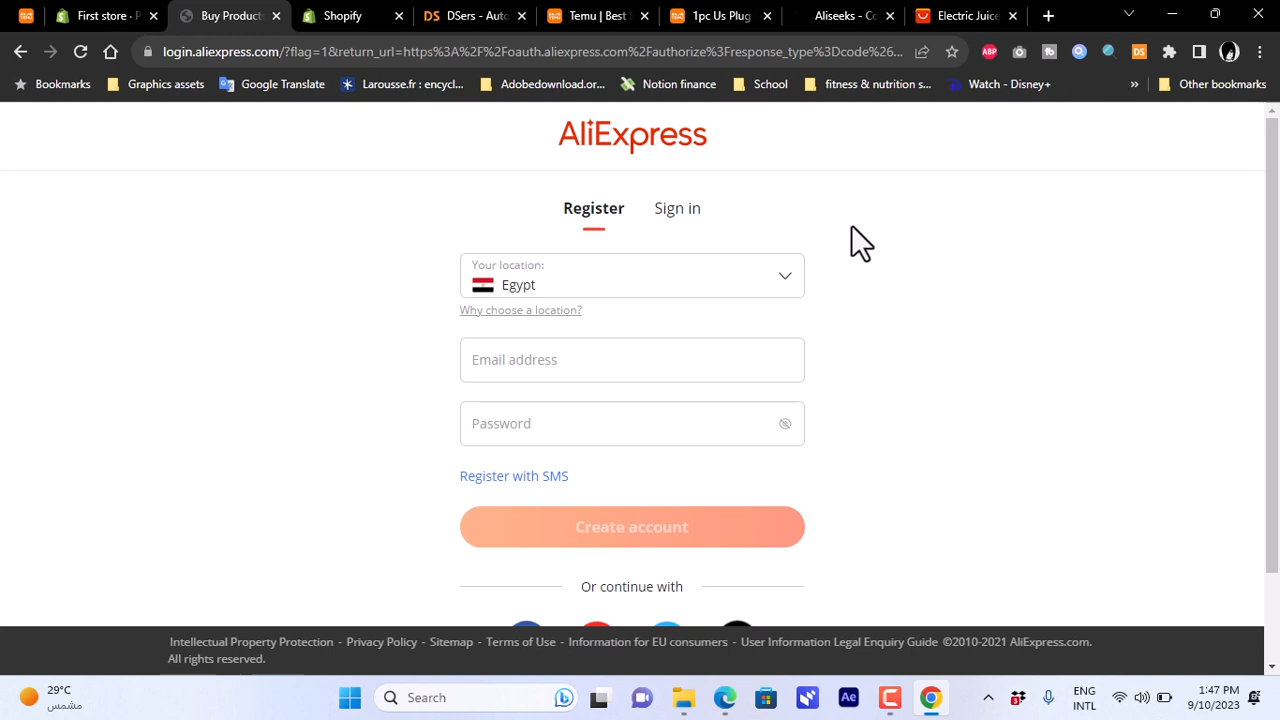 First store · P
Buy Products
Shopify
DSers - Auto
Temu | Best S
1pc Us Plug
Aliseeks - Co
Electric Juice
login.aliexpress.com/?flag=1&return_url=https%3A%2F%2Foauth.aliexpress.com%2Fauthorize%3Fresponse_type%3Dcode%26...
Bookmarks
Graphics assets
Google Translate
Larousse.fr : encycl...
Adobedownload.or...
Notion finance
School
fitness & nutrition s...
Watch - Disney+
»
Other bookmarks
AliExpress
Register
Sign in
Your location:
Egypt
Why choose a location?
Email address
Password
Register with SMS
Create account
Or continue with
Intellectual Property Protection - Privacy Policy - Sitemap - Terms of Use - Information for EU consumers - User Information Legal Enquiry Guide ©2010-2021 AliExpress.com.
All rights reserved.
29°C
مشمس
Search
Ae
ENG
INTL
1:47 PM
9/10/2023